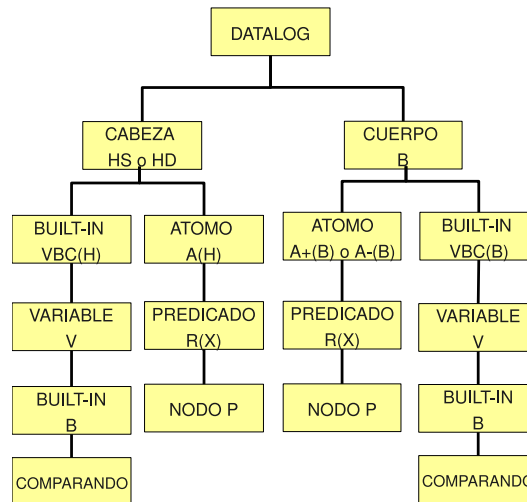 DATALOG
CABEZA
HS o HD
CUERPO
B
BUILT-IN
VBC(H)
ATOMO
A(H)
ATOMO
A+(B) o A-(B)
BUILT-IN
VBC(B)
VARIABLE
V
PREDICADO
R(X)
PREDICADO
R(X)
VARIABLE
V
BUILT-IN
B
NODO P
NODO P
BUILT-IN
B
COMPARANDO
COMPARANDO